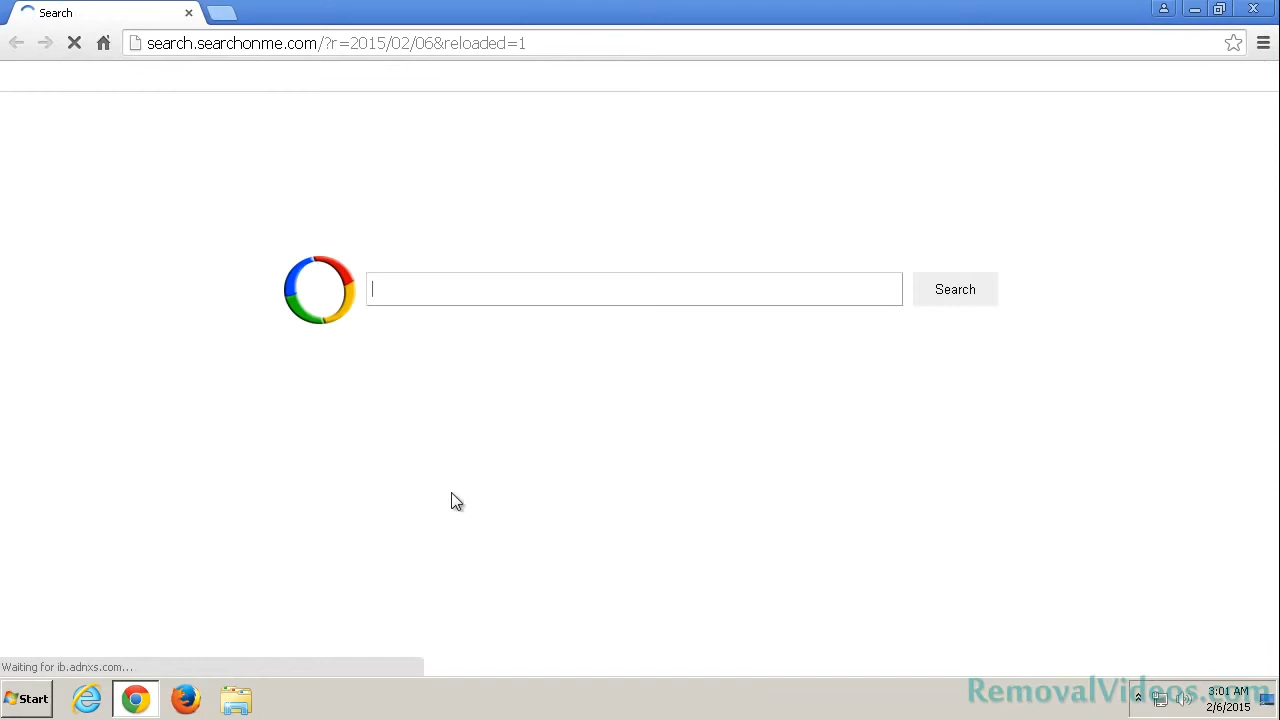 Search
search.searchonme.com/?r=2015/02/06&reloaded=1
Search
Waiting for ib.adnxs.com...
Start
RemovalVideos.com
3:01 AM
2/6/2015